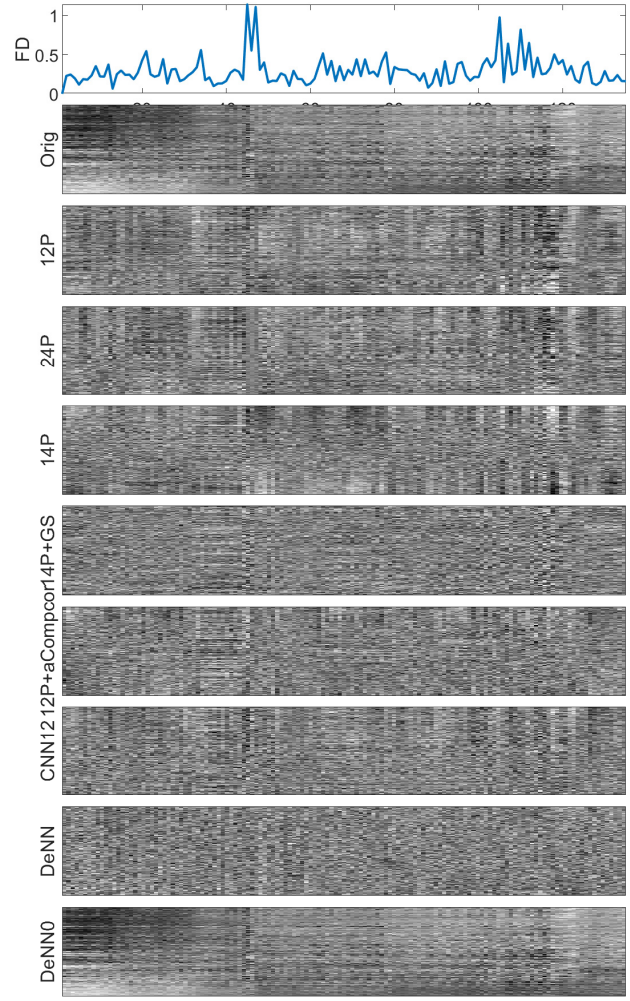 FD
1
0.5
0
Orig
12P
24P
14P
14P+GS
12P+aCompcor
CNN12
DeNN
DeNN0